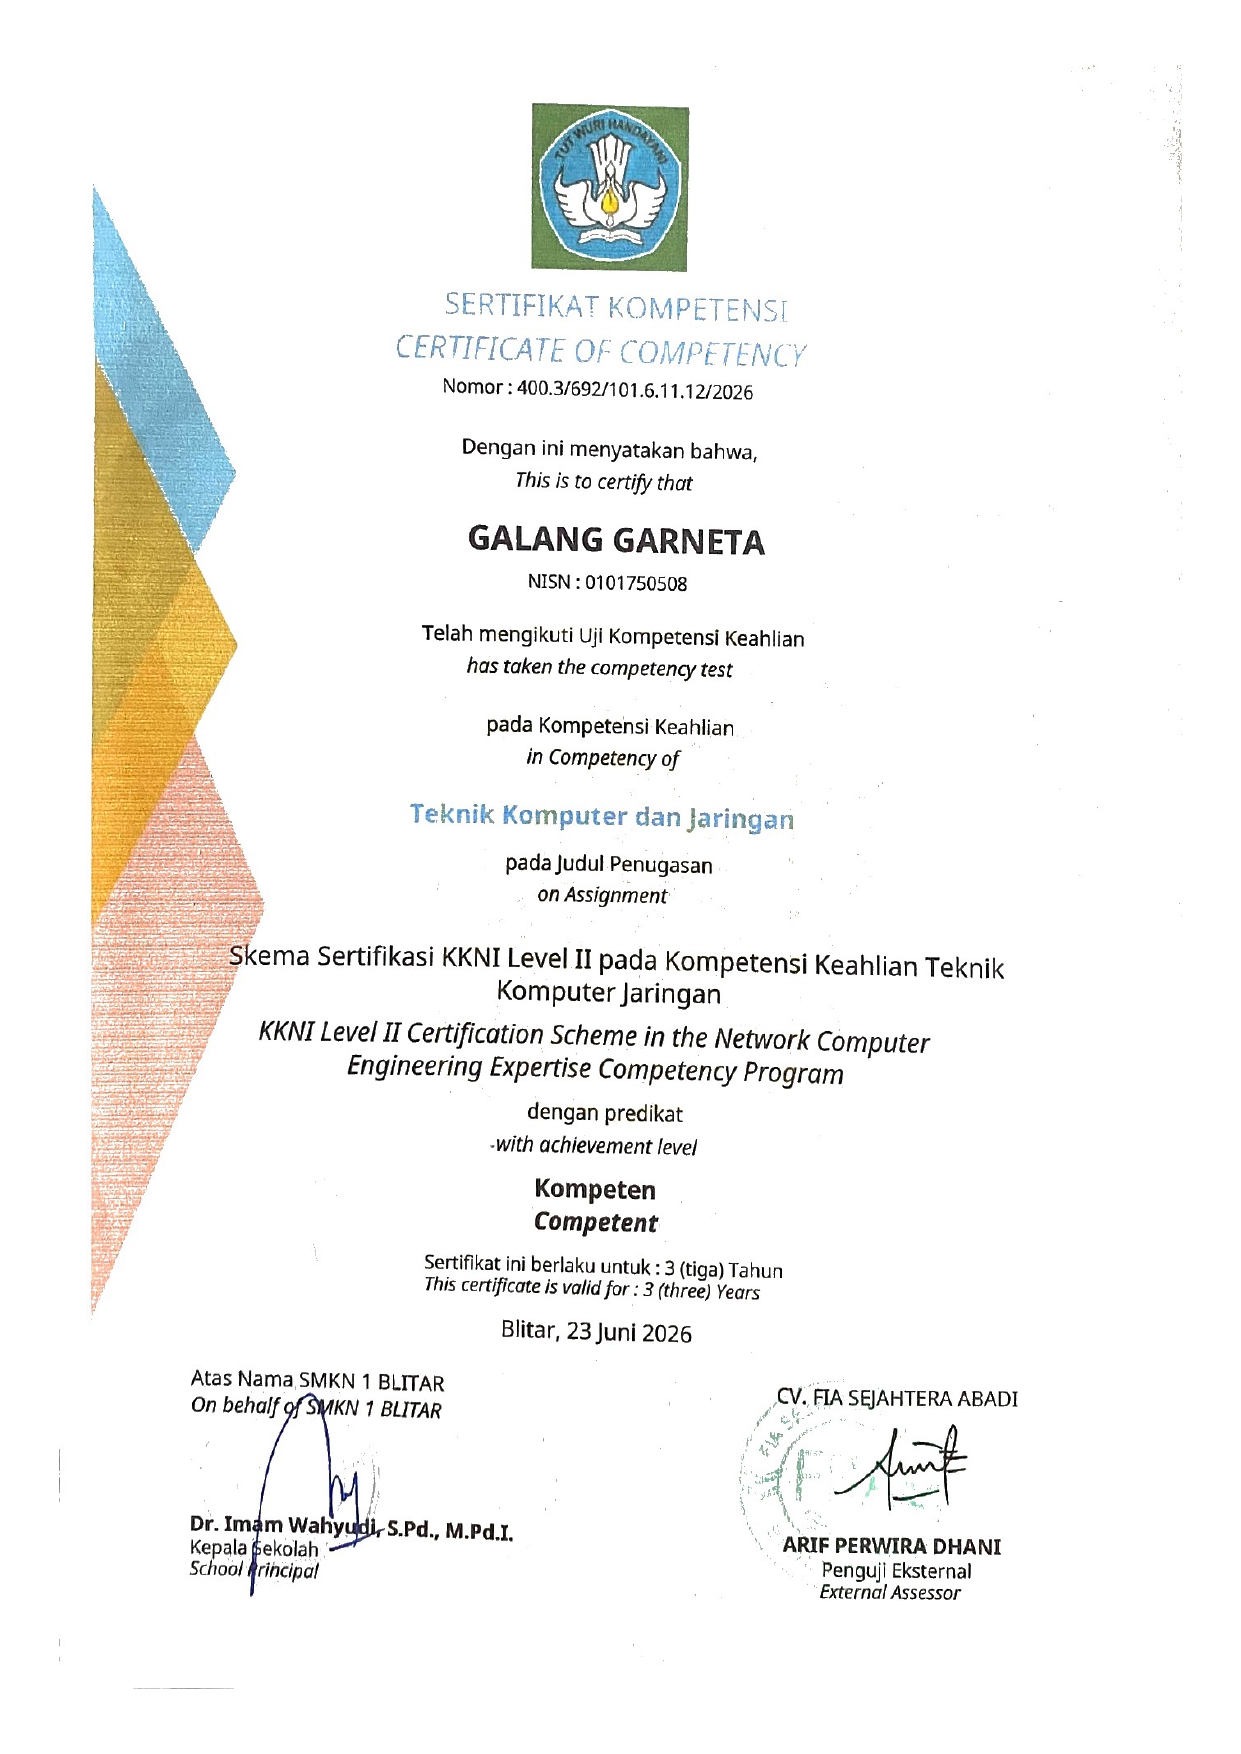 TUT WURI HANDAYANI
SERTIFIKAT KOMPETENSI
CERTIFICATE OF COMPETENCY
Nomor : 400.3/692/101.6.11.12/2026
Dengan ini menyatakan bahwa,
This is to certify that
GALANG GARNETA
NISN : 0101750508
Telah mengikuti Uji Kompetensi Keahlian
has taken the competency test
pada Kompetensi Keahlian
in Competency of
Teknik Komputer dan Jaringan
pada Judul Penugasan
on Assignment
Skema Sertifikasi KKNI Level II pada Kompetensi Keahlian Teknik
Komputer Jaringan
KKNI Level II Certification Scheme in the Network Computer
Engineering Expertise Competency Program
dengan predikat
with achievement level
Kompeten
Competent
Sertifikat ini berlaku untuk : 3 (tiga) Tahun
This certificate is valid for : 3 (three) Years
Blitar, 23 Juni 2026
Atas Nama SMKN 1 BLITAR
On behalf of SMKN 1 BLITAR
Dr. Imam Wahyudi, S.Pd., M.Pd.I.
Kepala Sekolah
School Principal
CV. FIA SEJAHTERA ABADI
ARIF PERWIRA DHANI
Penguji Eksternal
External Assessor